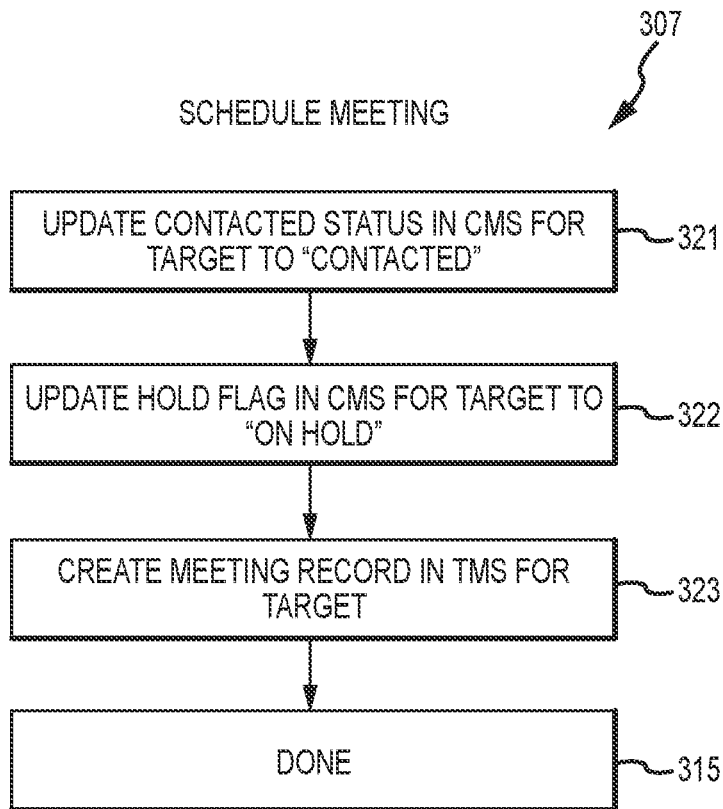 307
SCHEDULE MEETING
UPDATE CONTACTED STATUS IN CMS FOR
TARGET TO “CONTACTED”
321
UPDATE HOLD FLAG IN CMS FOR TARGET TO
“ON HOLD”
322
CREATE MEETING RECORD IN TMS FOR
TARGET
323
DONE
315